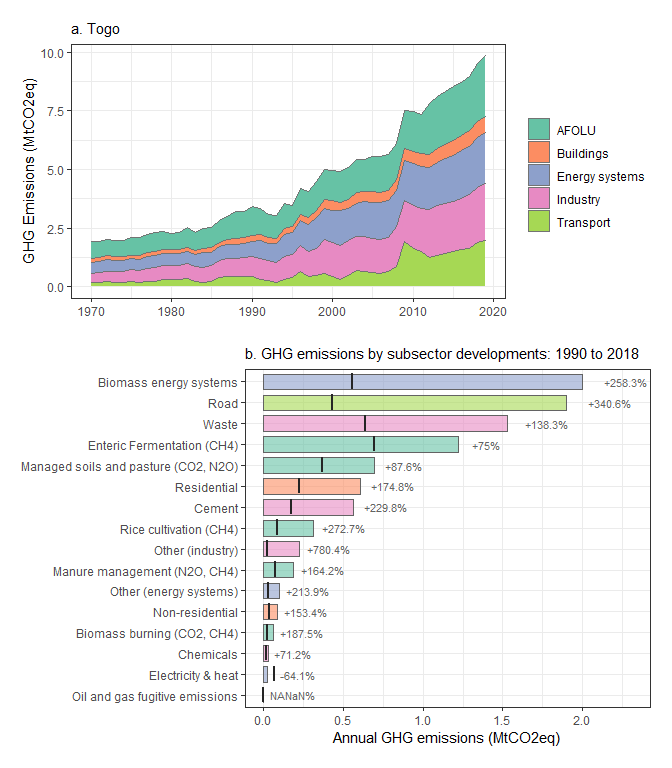 a. Togo
GHG Emissions (MtCO2eq)
10.0
7.5
5.0
2.5
0.0
1970
1980
1990
2000
2010
2020
AFOLU
Buildings
Energy systems
Industry
Transport
b. GHG emissions by subsector developments: 1990 to 2018
Biomass energy systems +258.3%
Road +340.6%
Waste +138.3%
Enteric Fermentation (CH4) +75%
Managed soils and pasture (CO2, N2O) +87.6%
Residential +174.8%
Cement +229.8%
Rice cultivation (CH4) +272.7%
Other (industry) +780.4%
Manure management (N2O, CH4) +164.2%
Other (energy systems) +213.9%
Non-residential +153.4%
Biomass burning (CO2, CH4) +187.5%
Chemicals +71.2%
Electricity & heat -64.1%
Oil and gas fugitive emissions NANaN%
0.0
0.5
1.0
1.5
2.0
Annual GHG emissions (MtCO2eq)